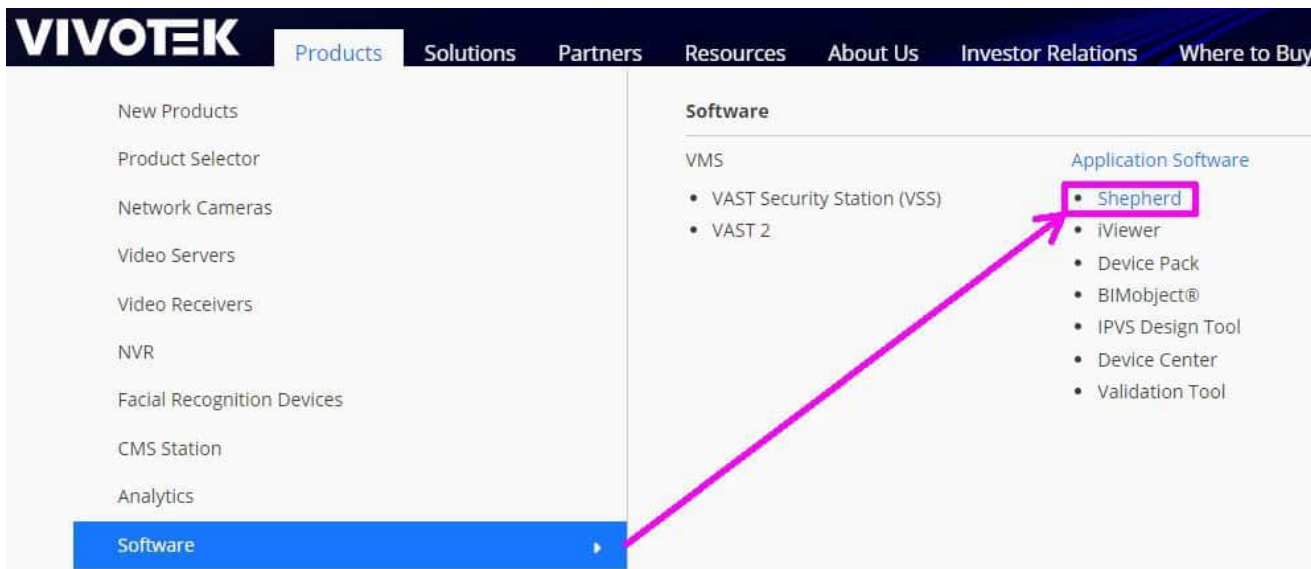 VIVOTEK
Products Solutions Partners Resources About Us Investor Relations Where to Buy
New Products
Product Selector
Network Cameras
Video Servers
Video Receivers
NVR
Facial Recognition Devices
CMS Station
Analytics
Software
Software
VMS
• VAST Security Station (VSS)
• VAST 2
Application Software
• Shepherd
• iViewer
• Device Pack
• BIMobject®
• IPVS Design Tool
• Device Center
• Validation Tool